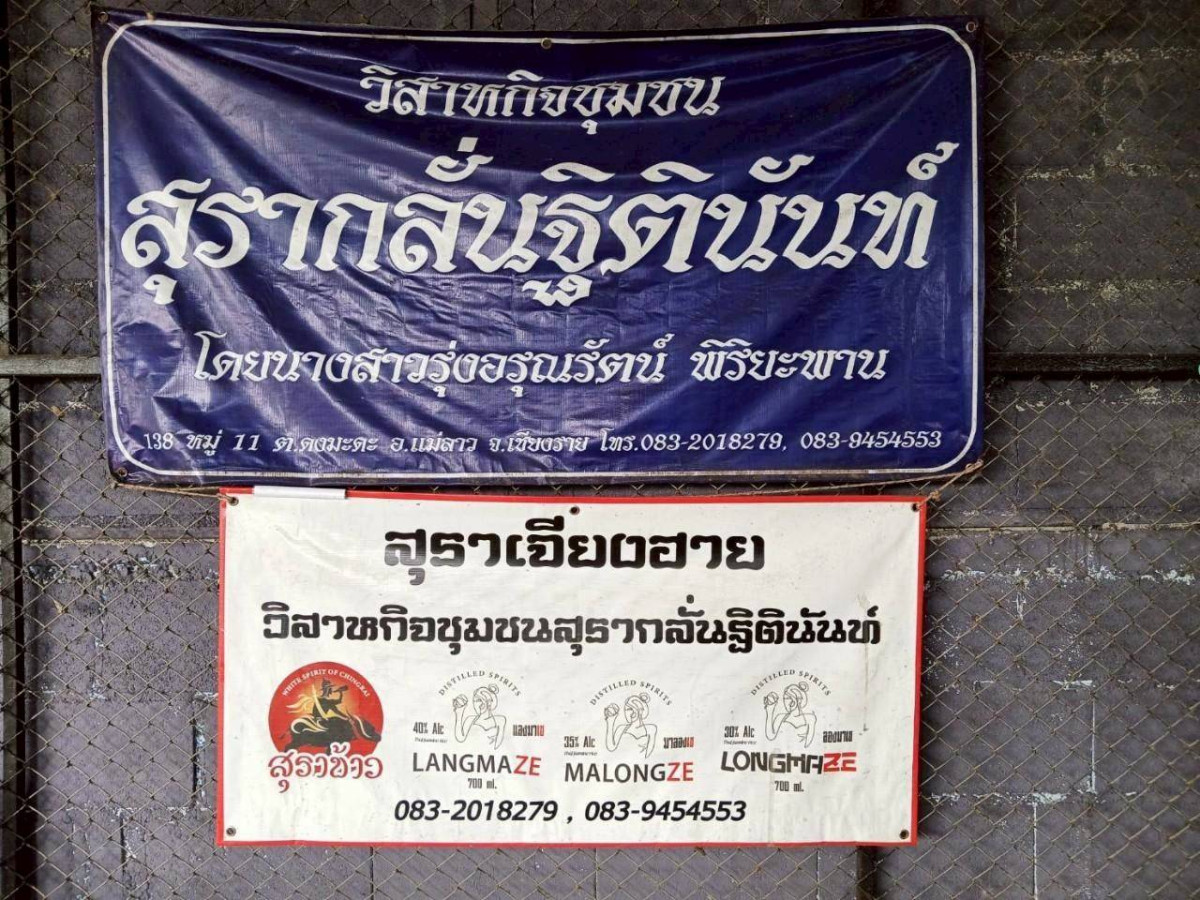 วิสาหกิจชุมชน
สุรากลั่นฐิตินันท์
โดยนางสาวรุ่งอรุณรัตน์ พิริยะพาน
138 หมู่ 11 ต.ดงมะดะ อ.แม่ลาว จ.เชียงราย โทร.083-2018279, 083-9454553
สุราเจียงฮาย
วิสาหกิจชุมชนสุรากลั่นฐิตินันท์
WHITE SPIRIT OF CHINGRAI
สุราข้าว
DISTILLED SPIRITS
40% Alc
แลงมาเซ
LANGMAZE
700 ml.
DISTILLED SPIRITS
35% Alc
มาลองเซ
MALONGZE
DISTILLED SPIRITS
30% Alc
ลองมาเซ
LONGMAZE
700 ml.
083-2018279 , 083-9454553